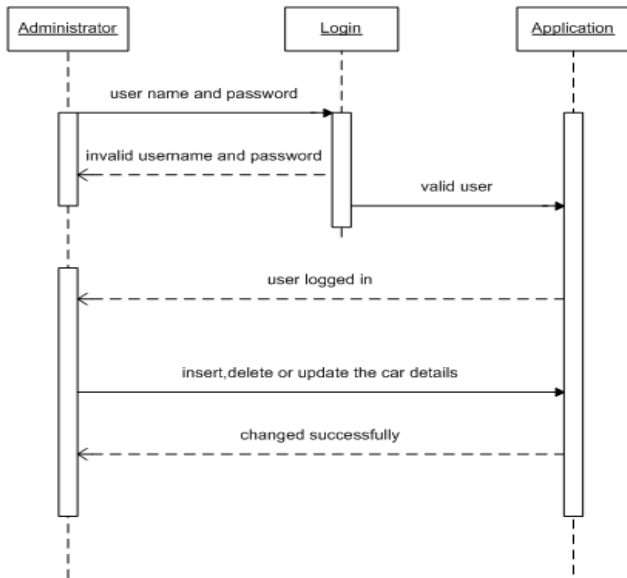 Administrator
Login
Application
user name and password
invalid username and password
valid user
user logged in
insert,delete or update the car details
changed successfully